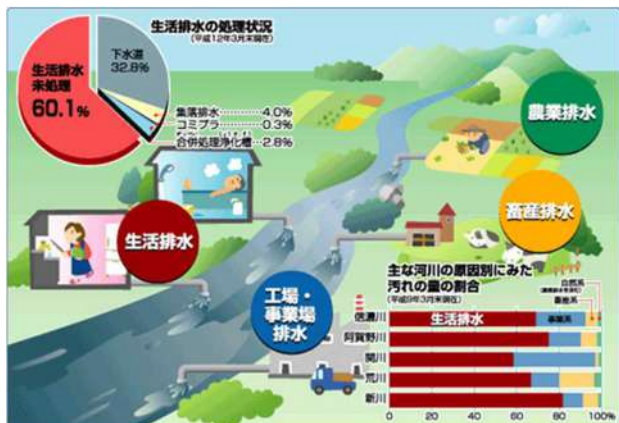 生活排水の処理状況
(平成12年3月末現在)
下水道
32.8%
生活排水
未処理
60.1%
集落排水…………4.0%
コミプラ…………0.3%
合併処理浄化槽…2.8%
農業排水
畜産排水
生活排水
工場・
事業場
排水
主な河川の原因別にみた
汚れの量の割合
(平成9年3月末現在)
自然系
畜産系
信濃川
生活排水
事業系
阿賀野川
関川
荒川
新川
0 20 40 60 80 100%